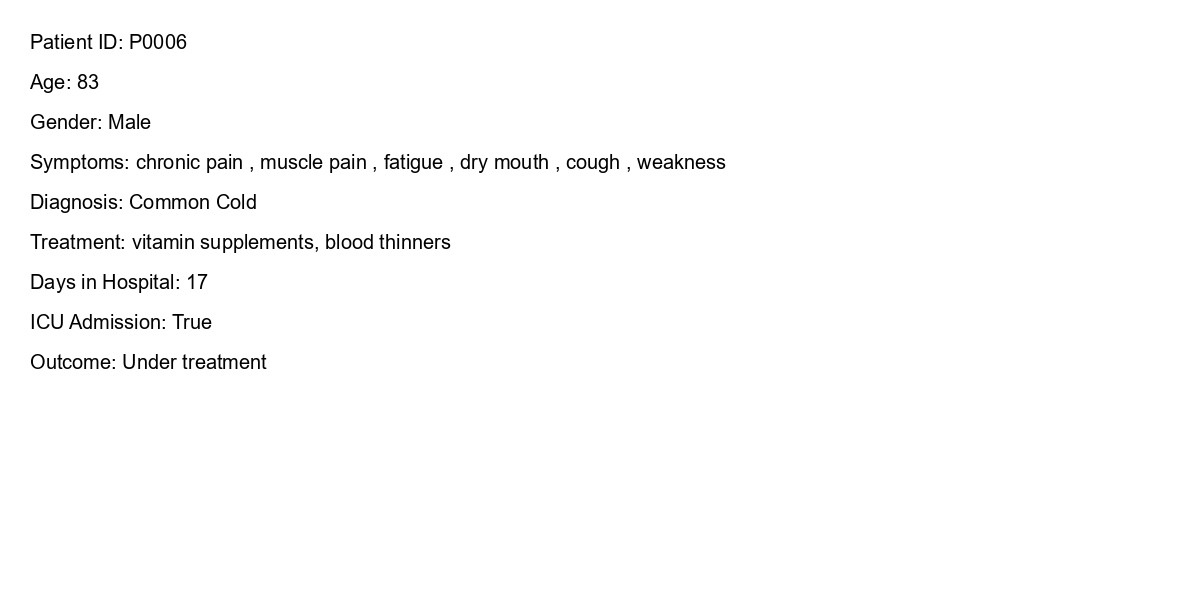 Patient ID: P0006
Age: 83
Gender: Male
Symptoms: chronic pain , muscle pain , fatigue , dry mouth , cough , weakness
Diagnosis: Common Cold
Treatment: vitamin supplements, blood thinners
Days in Hospital: 17
ICU Admission: True
Outcome: Under treatment